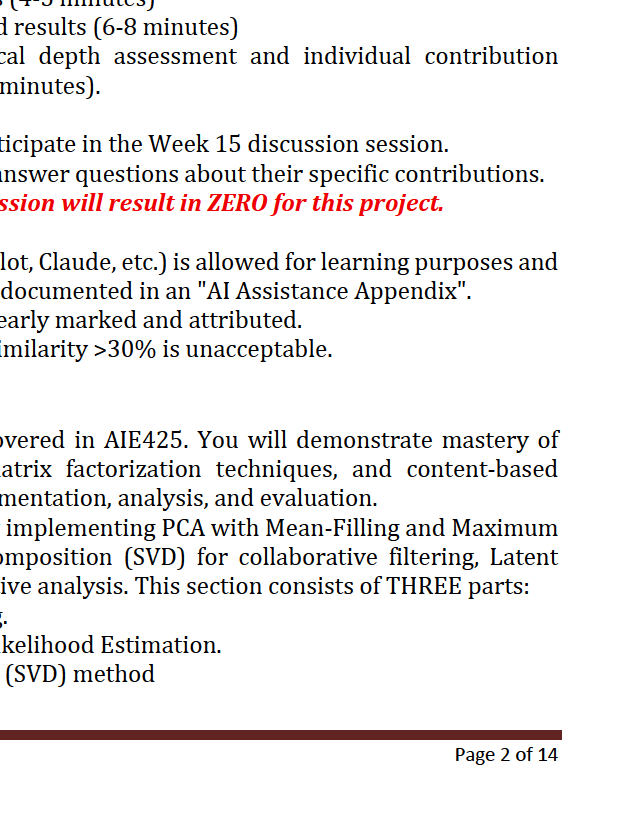 (4-5 minutes)
d results (6-8 minutes)
cal depth assessment and individual contribution
minutes).
ticipate in the Week 15 discussion session.
answer questions about their specific contributions.
ssion will result in ZERO for this project.
lot, Claude, etc.) is allowed for learning purposes and
documented in an "AI Assistance Appendix".
early marked and attributed.
imilarity >30% is unacceptable.
overed in AIE425. You will demonstrate mastery of
atrix factorization techniques, and content-based
mentation, analysis, and evaluation.
implementing PCA with Mean-Filling and Maximum
omposition (SVD) for collaborative filtering, Latent
ive analysis. This section consists of THREE parts:
g.
ikelihood Estimation.
(SVD) method
Page 2 of 14